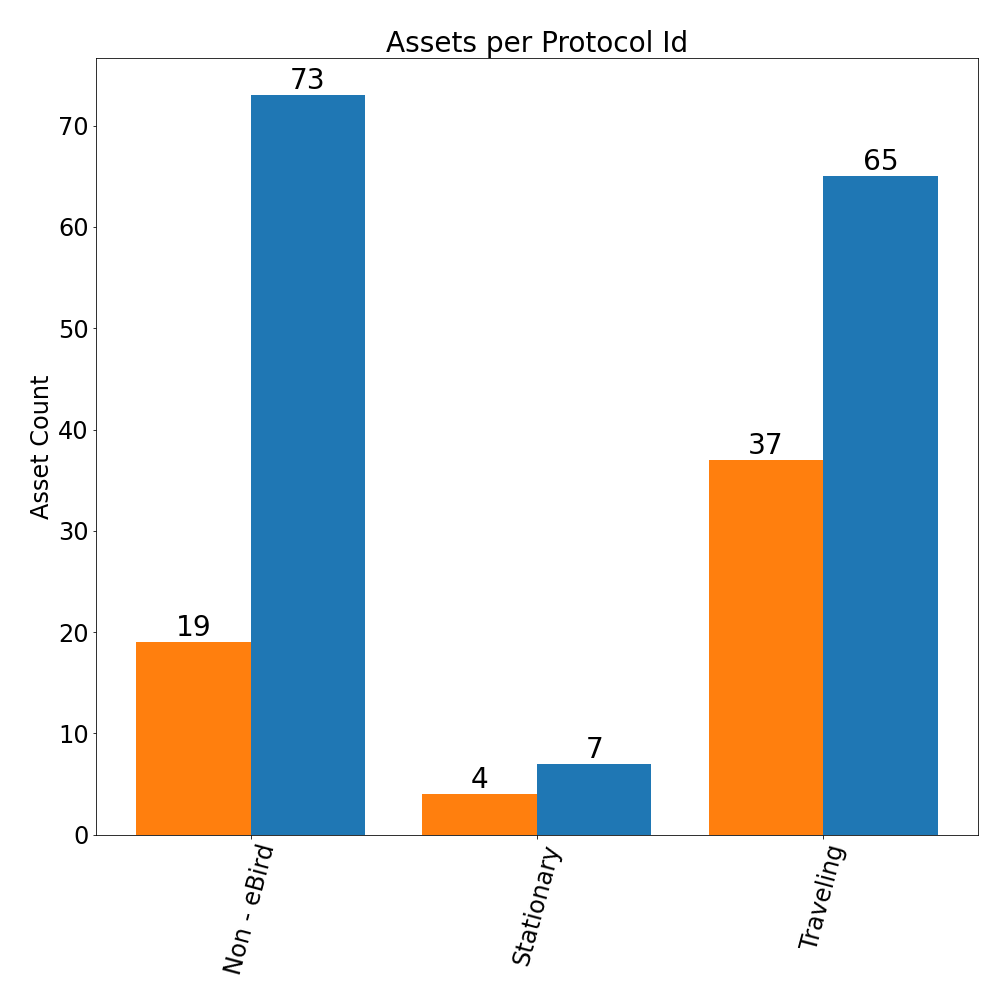 Assets per Protocol Id
Asset Count
70
60
50
40
30
20
10
0
19
73
4
7
37
65
Non - eBird
Stationary
Traveling